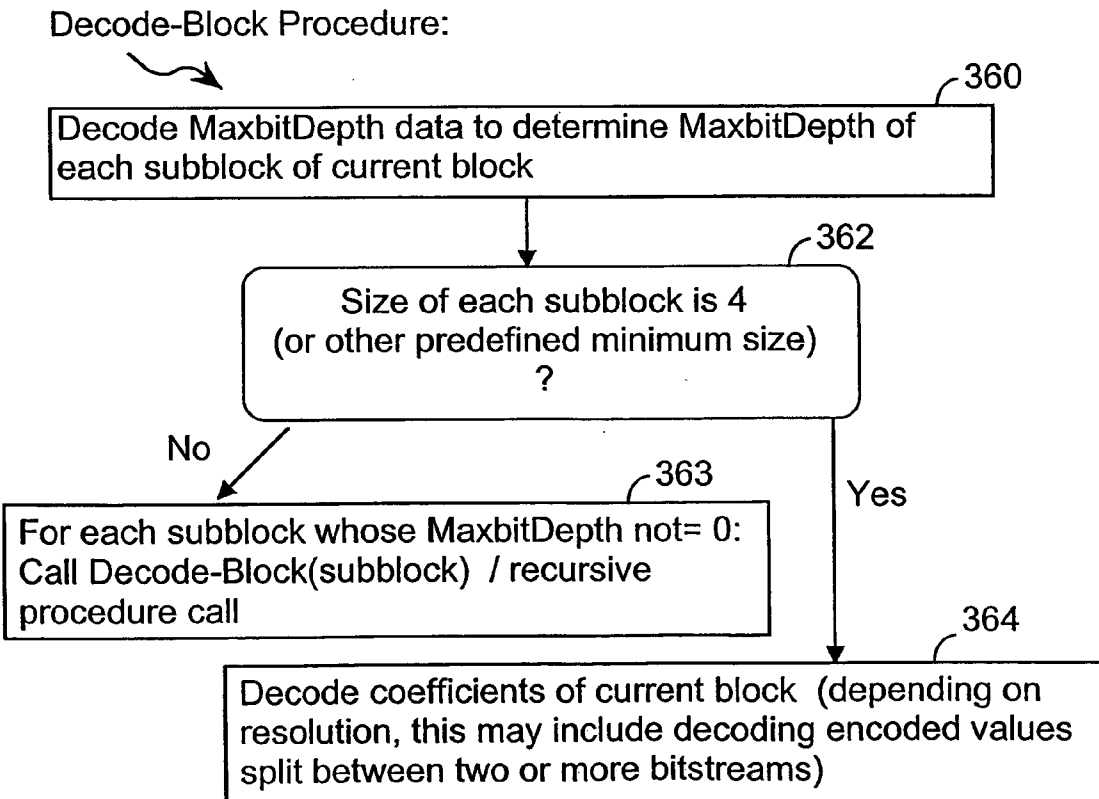 Decode-Block Procedure:
360
Decode MaxbitDepth data to determine MaxbitDepth of
each subblock of current block
362
Size of each subblock is 4
(or other predefined minimum size)
?
No
Yes
363
For each subblock whose MaxbitDepth not= 0:
Call Decode-Block(subblock) / recursive
procedure call
364
Decode coefficients of current block (depending on
resolution, this may include decoding encoded values
split between two or more bitstreams)